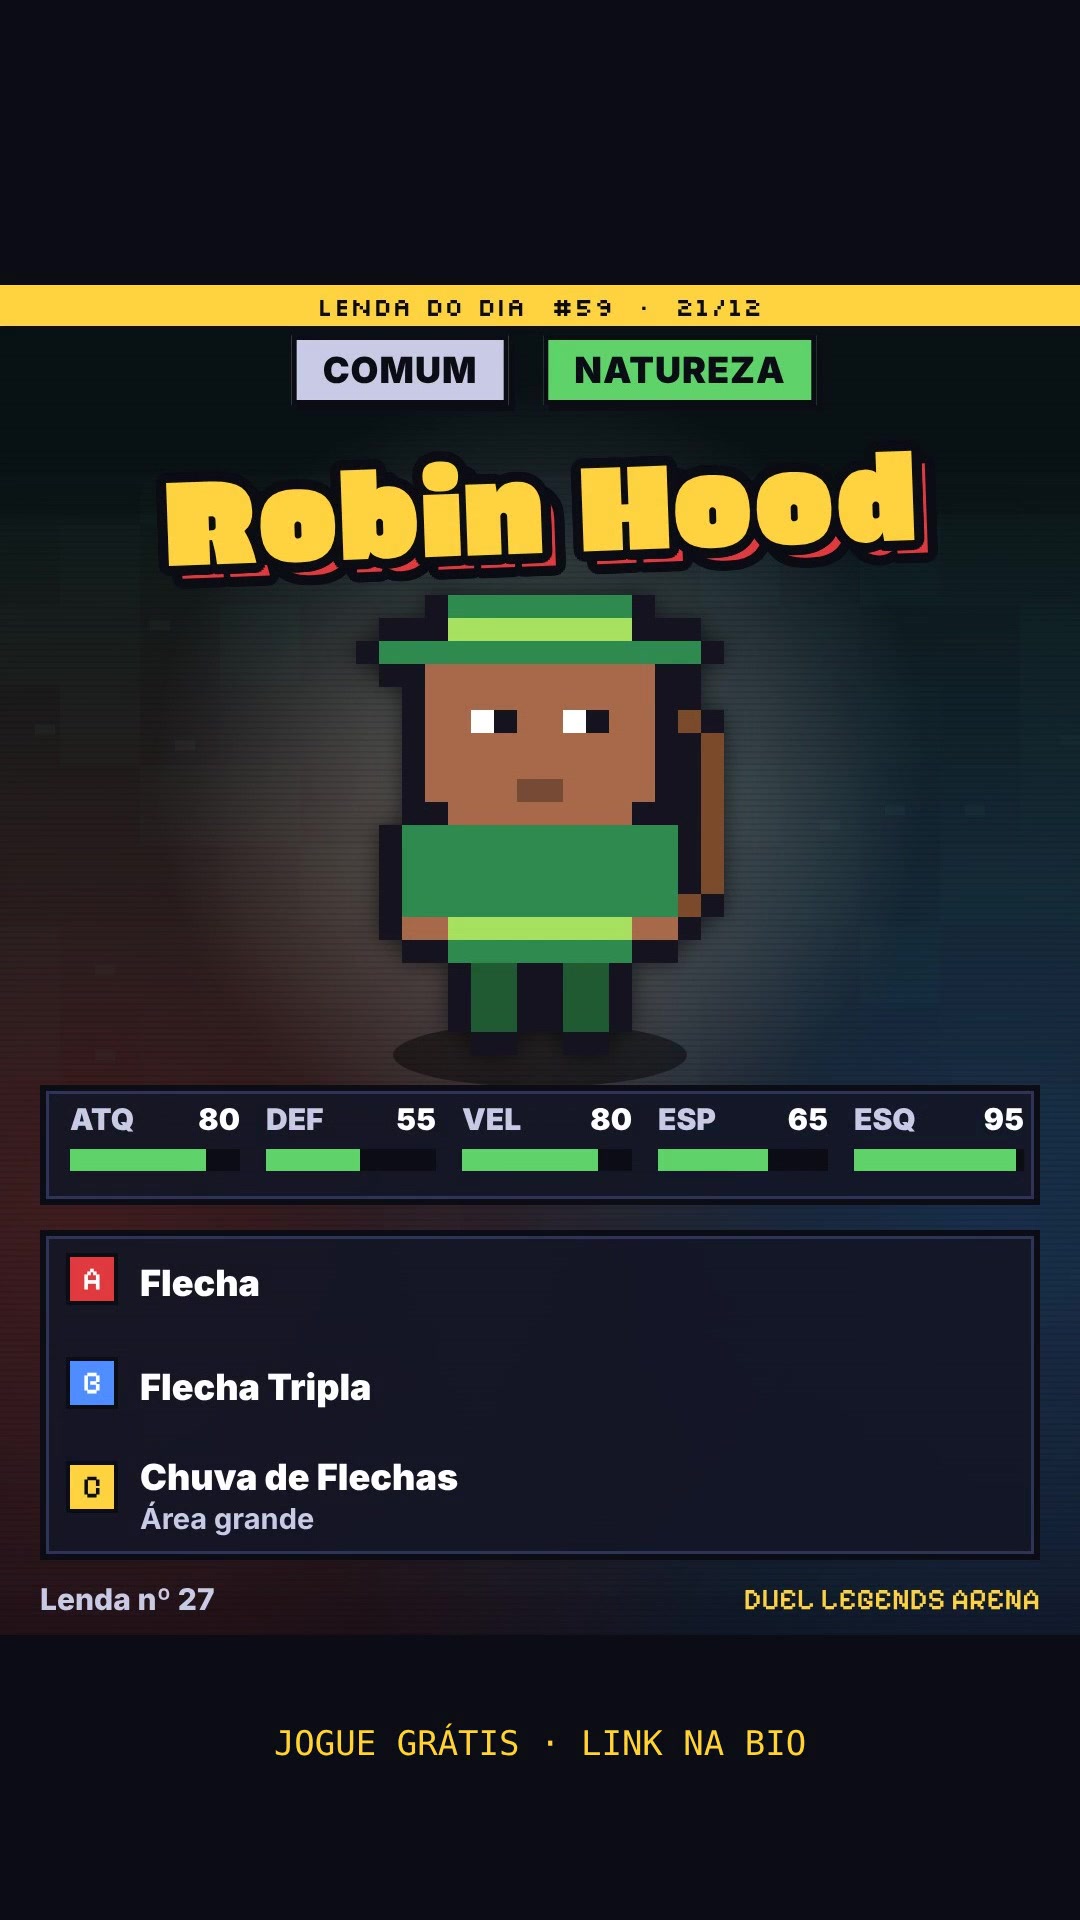 LENDA DO DIA #59 · 21/12
COMUM NATUREZA
Robin Hood
ATQ 80 DEF 55 VEL 80 ESP 65 ESQ 95
A Flecha
B Flecha Tripla
C Chuva de Flechas
Área grande
Lenda nº 27 DUEL LEGENDS ARENA
JOGUE GRÁTIS · LINK NA BIO